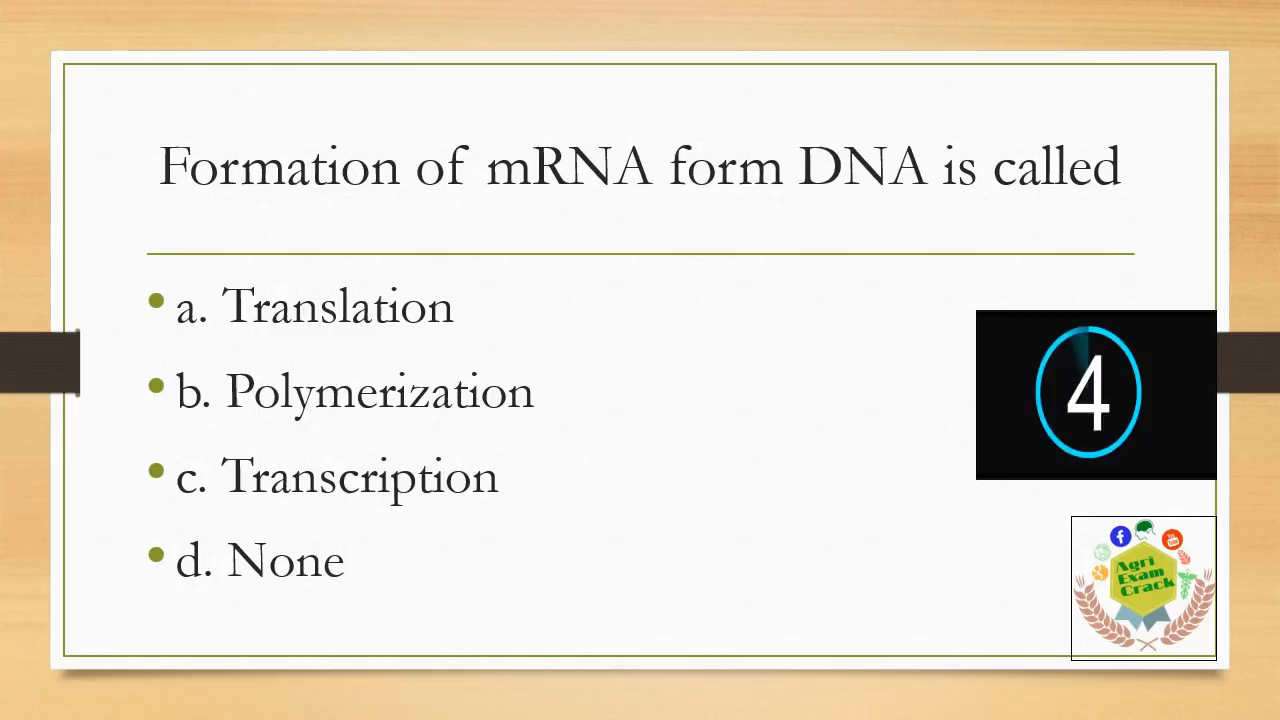 Formation of mRNA form DNA is called
• a. Translation
• b. Polymerization
• c. Transcription
• d. None
4
Agri
Exam
Crack